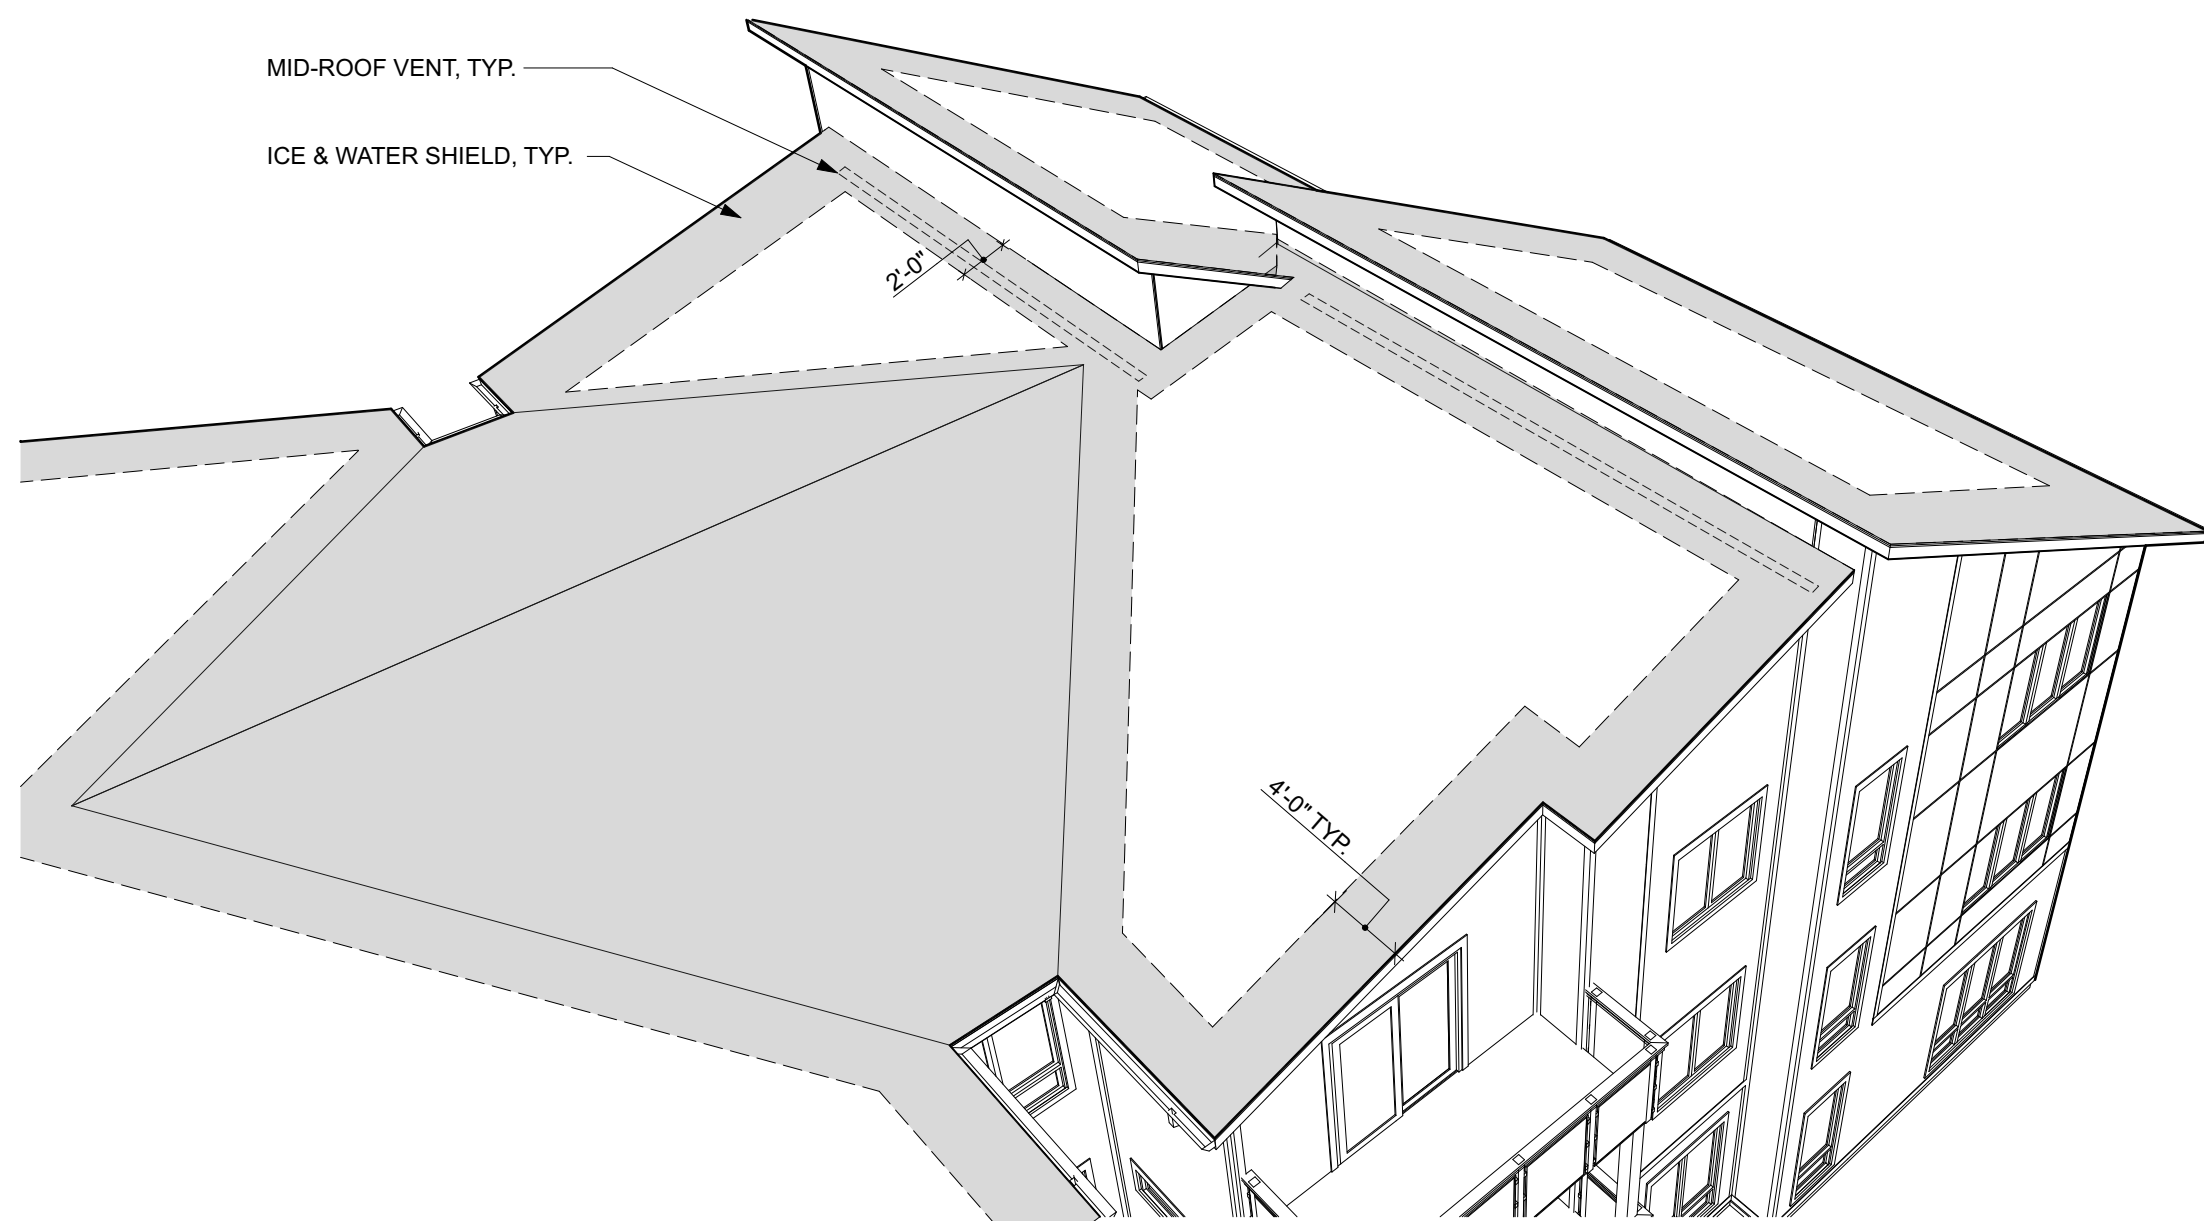 MID-ROOF VENT, TYP.
ICE & WATER SHIELD, TYP.
2'-0"
4'-0" TYP.